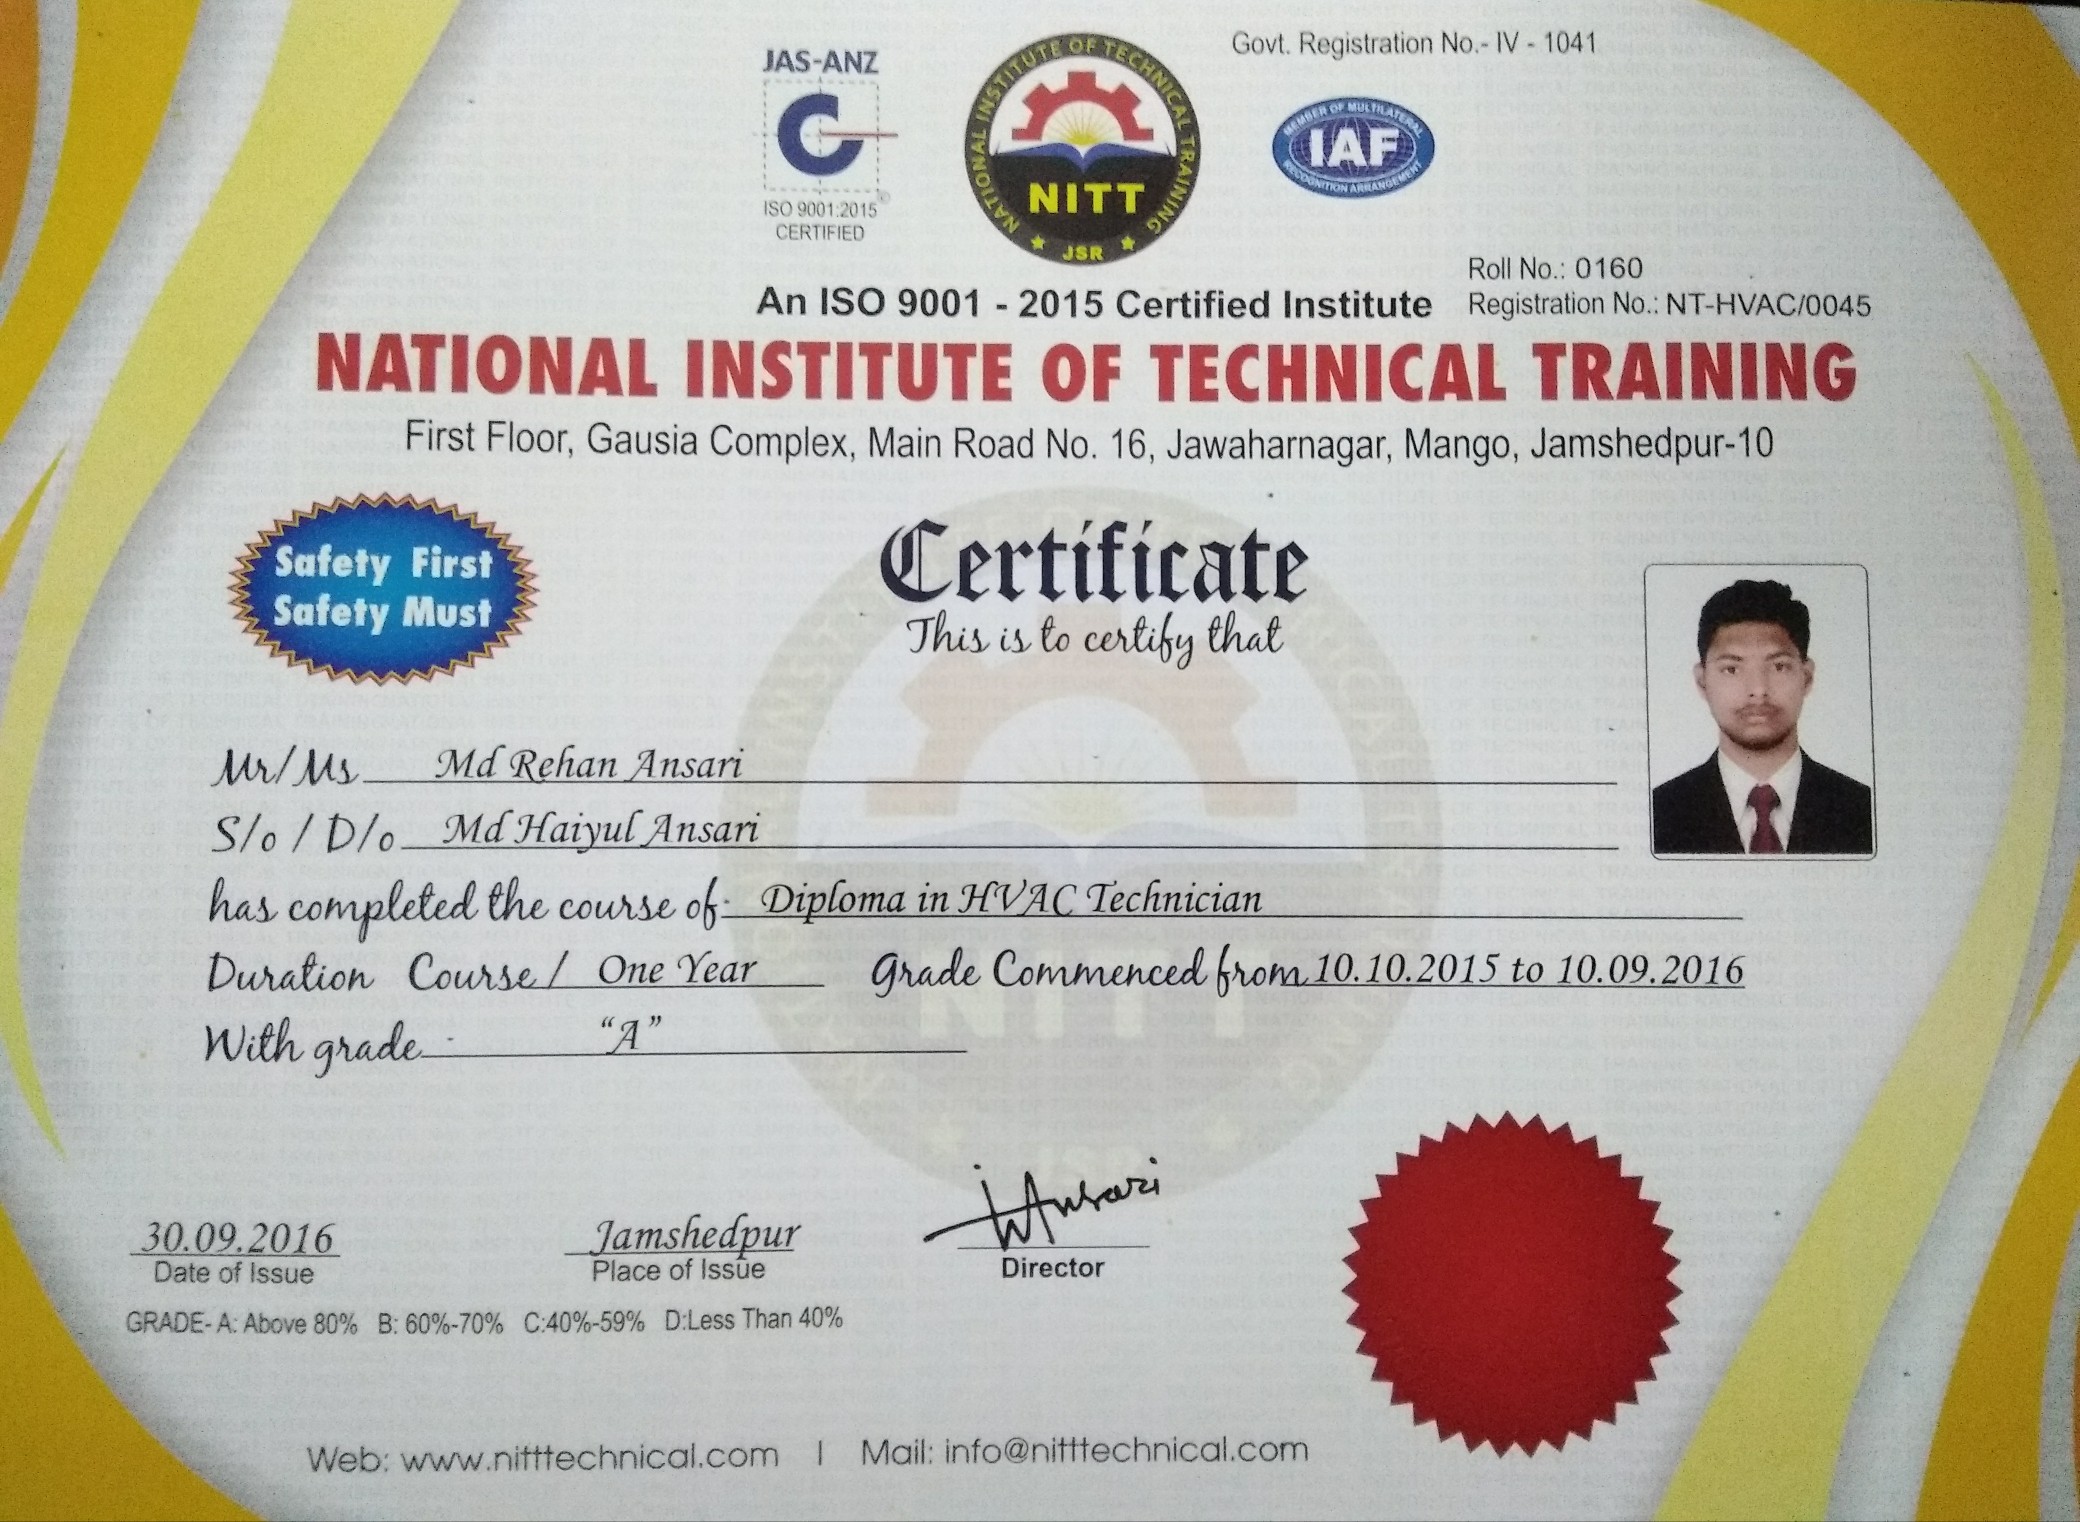 Govt. Registration No.- IV - 1041
JAS-ANZ
ISO 9001:2015
CERTIFIED
NATIONAL INSTITUTE OF TECHNICAL TRAINING
NITT
JSR
MEMBER OF MULTILATERAL
IAF
RECOGNITION ARRANGEMENT
Roll No.: 0160
An ISO 9001 - 2015 Certified Institute
Registration No.: NT-HVAC/0045
NATIONAL INSTITUTE OF TECHNICAL TRAINING
First Floor, Gausia Complex, Main Road No. 16, Jawaharnagar, Mango, Jamshedpur-10
Safety First
Safety Must
Certificate
This is to certify that
Mr/Ms Md Rehan Ansari
S/o / D/o Md Haiyul Ansari
has completed the course of Diploma in HVAC Technician
Duration Course / One Year Grade Commenced from 10.10.2015 to 10.09.2016
With grade "A"
30.09.2016
Date of Issue
Jamshedpur
Place of Issue
Ansari
Director
GRADE- A: Above 80% B: 60%-70% C:40%-59% D:Less Than 40%
Web: www.nitttechnical.com | Mail: info@nitttechnical.com